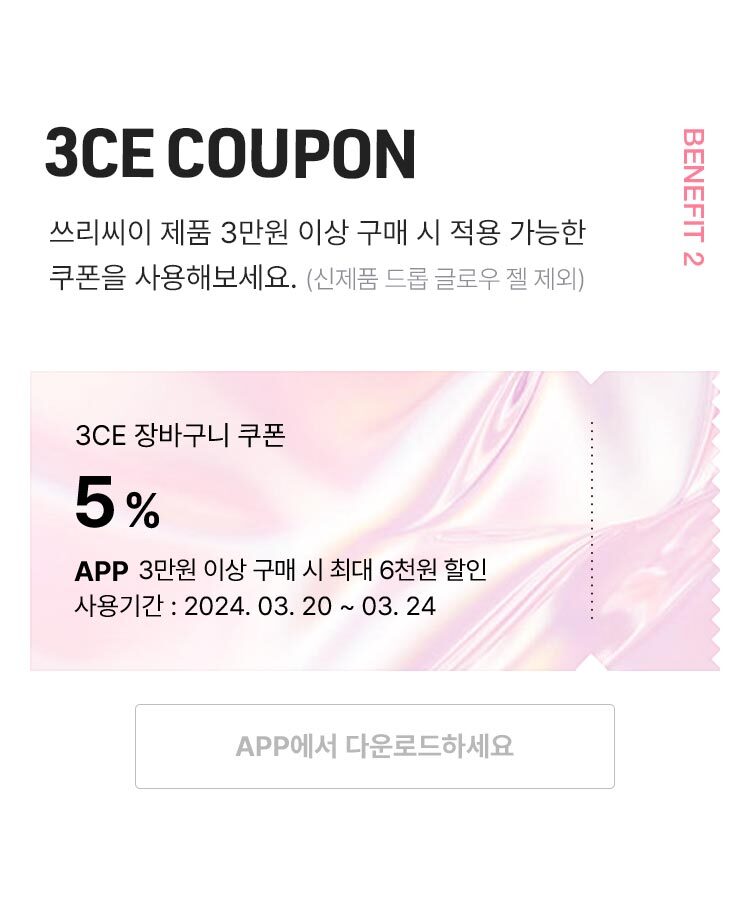 3CE COUPON
BENEFIT 2
쓰리씨이 제품 3만원 이상 구매 시 적용 가능한
쿠폰을 사용해보세요. (신제품 드롭 글로우 젤 제외)
3CE 장바구니 쿠폰
5 %
APP 3만원 이상 구매 시 최대 6천원 할인
사용기간 : 2024. 03. 20 ~ 03. 24
APP에서 다운로드하세요